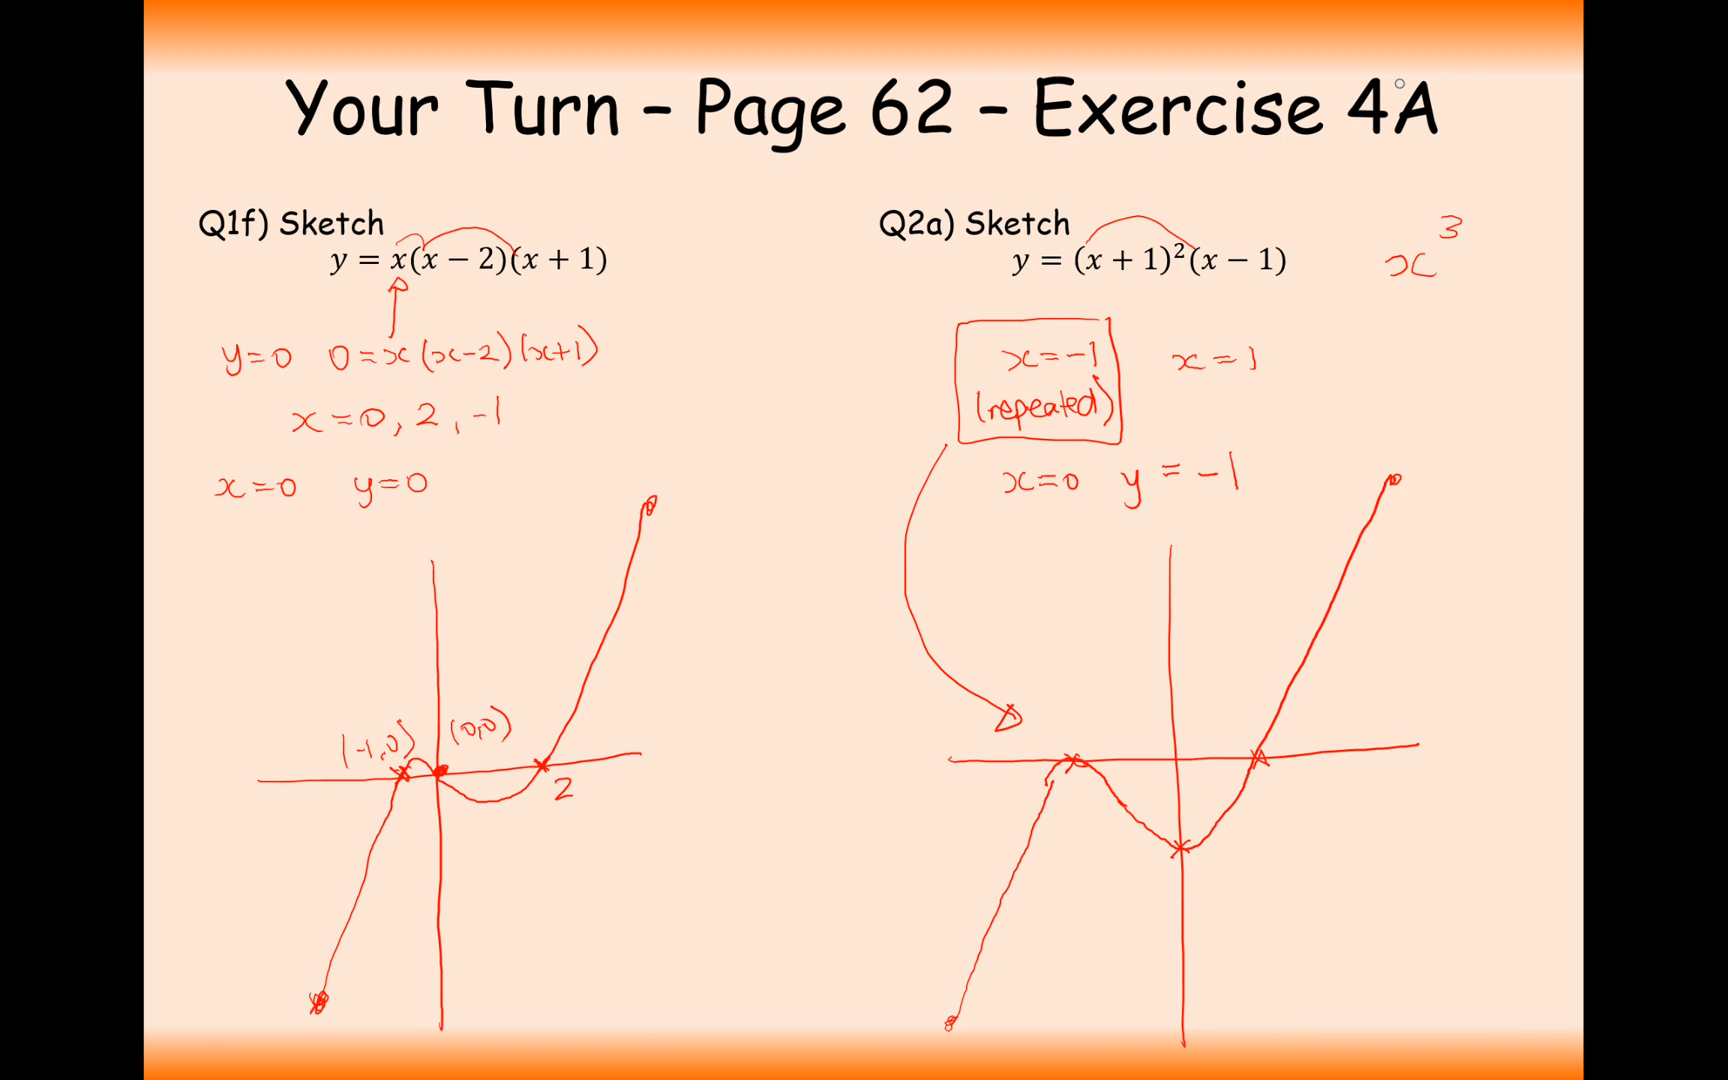 Your Turn – Page 62 – Exercise 4A
Q1f) Sketch
y = x(x − 2)(x + 1)
y=0 0=x(x-2)(x+1)
x=0, 2, -1
x=0 y=0
(-1,0)
(0,0)
2
Q2a) Sketch
y = (x + 1)²(x − 1)
x³
x=-1 x=1
(repeated)
x=0 y=-1